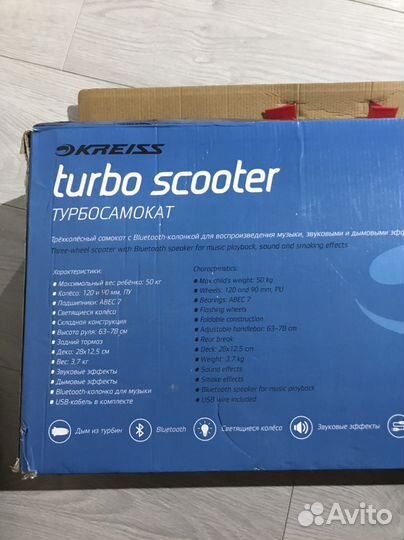 KREISS
turbo scooter
ТУРБОСАМОКАТ
Трёхколёсный самокат с Bluetooth-колонкой для воспроизведения музыки, звуковыми и дымовыми
Three-wheel scooter with Bluetooth speaker for music playback, sound and smoking effects
Характеристики:
• Максимальный вес ребёнка: 50 кг
• Колёса: 120 и 90 мм, ПУ
• Подшипники: ABEC 7
• Светящиеся колёса
• Складная конструкция
• Высота руля: 63-78 см
• Задний тормоз
• Дека: 28x12,5 см
• Вес: 3,7 кг
• Звуковые эффекты
• Дымовые эффекты
• Bluetooth-колонка для музыки
• USB-кабель в комплекте
Characteristics:
• Max child's weight: 50 kg
• Wheels: 120 and 90 mm, PU
• Bearings: ABEC 7
• Flashing wheels
• Foldable construction
• Adjustable handlebar: 63-78 cm
• Rear break
• Deck: 28x12.5 cm
• Weight: 3.7 kg
• Sound effects
• Smoke effects
• Bluetooth speaker for music playback
• USB wire included
Дым из турбин
Bluetooth
Светящиеся колёса
Звуковые эффекты
Avito